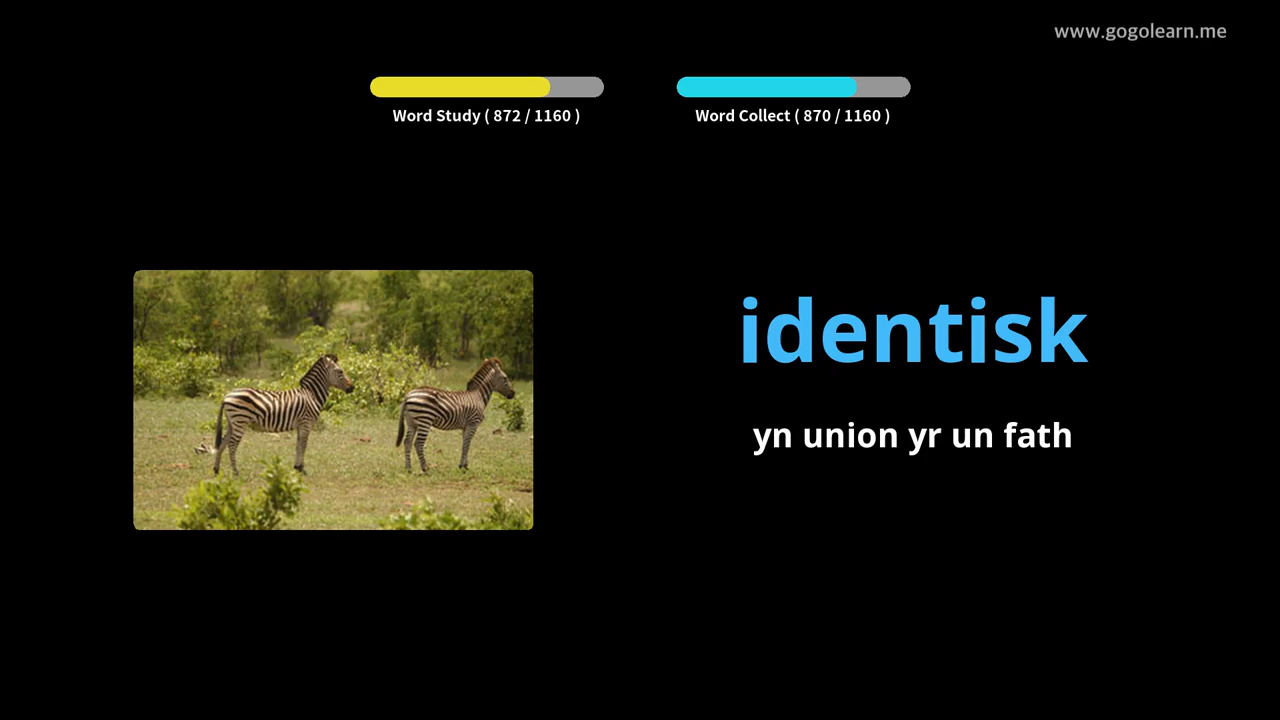 www.gogolearn.me
Word Study ( 872 / 1160 )
Word Collect ( 870 / 1160 )
identisk
yn union yr un fath